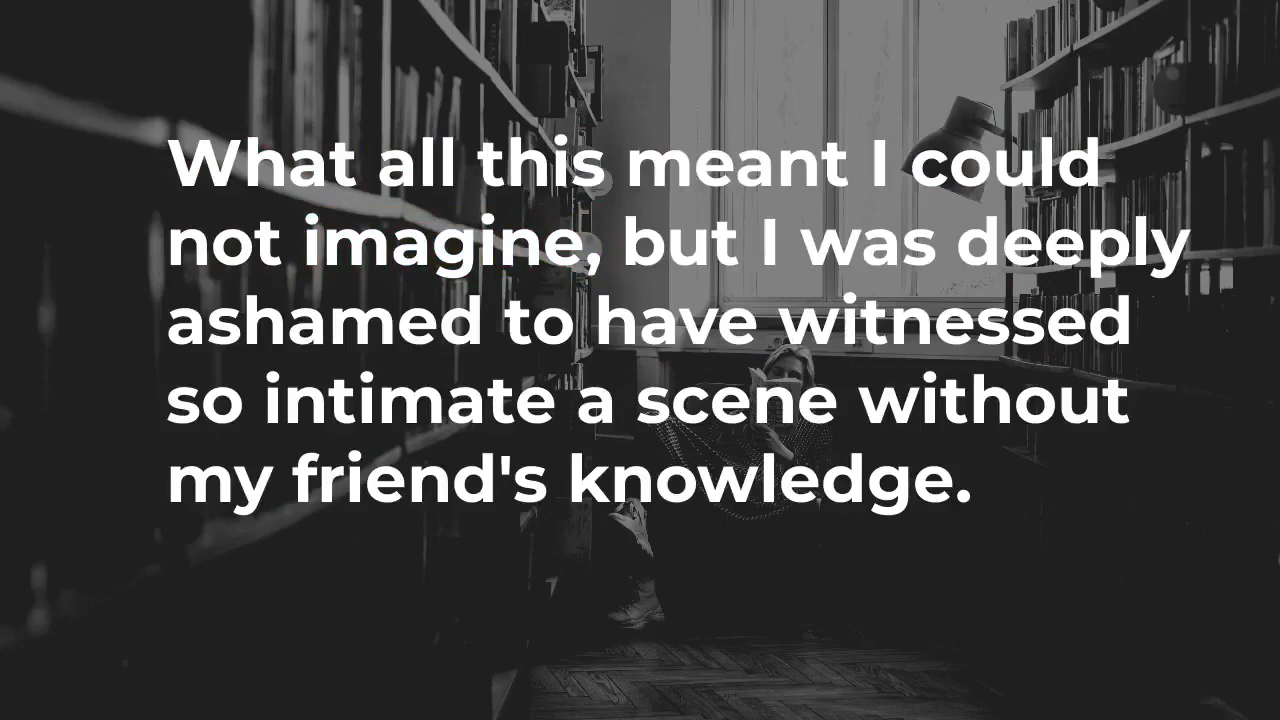 What all this meant I could
not imagine, but I was deeply
ashamed to have witnessed
so intimate a scene without
my friend's knowledge.